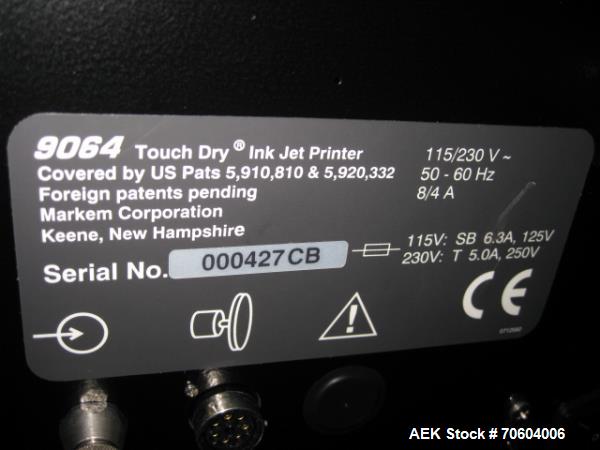 9064 Touch Dry® Ink Jet Printer
Covered by US Pats 5,910,810 & 5,920,332
Foreign patents pending
Markem Corporation
Keene, New Hampshire
115/230 V ~
50 - 60 Hz
8/4 A
115V: SB 6.3A, 125V
230V: T 5.0A, 250V
Serial No. 000427CB
CE
AEK Stock # 70604006